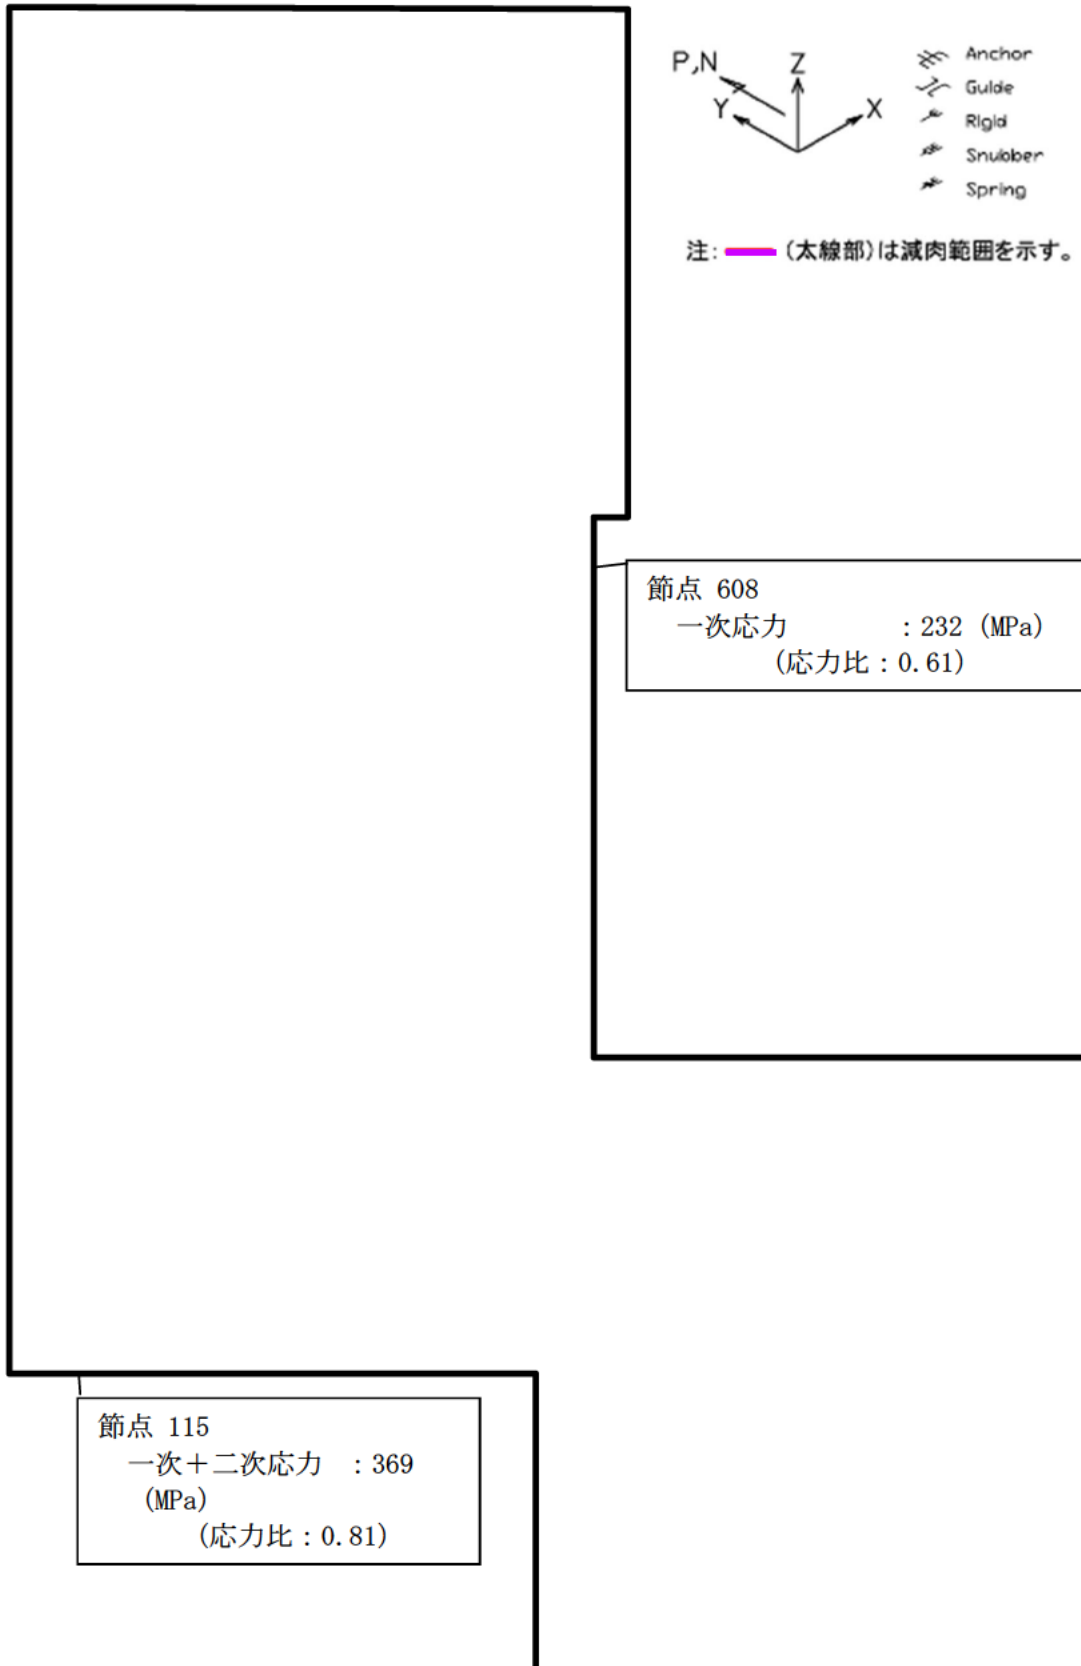 P,N
Z
Y
X
Anchor
Guide
Rigid
Snubber
Spring
注: (太線部)は減肉範囲を示す。
節点 608
一次応力 : 232 (MPa)
(応力比 : 0.61)
節点 115
一次+二次応力 : 369
(MPa)
(応力比 : 0.81)